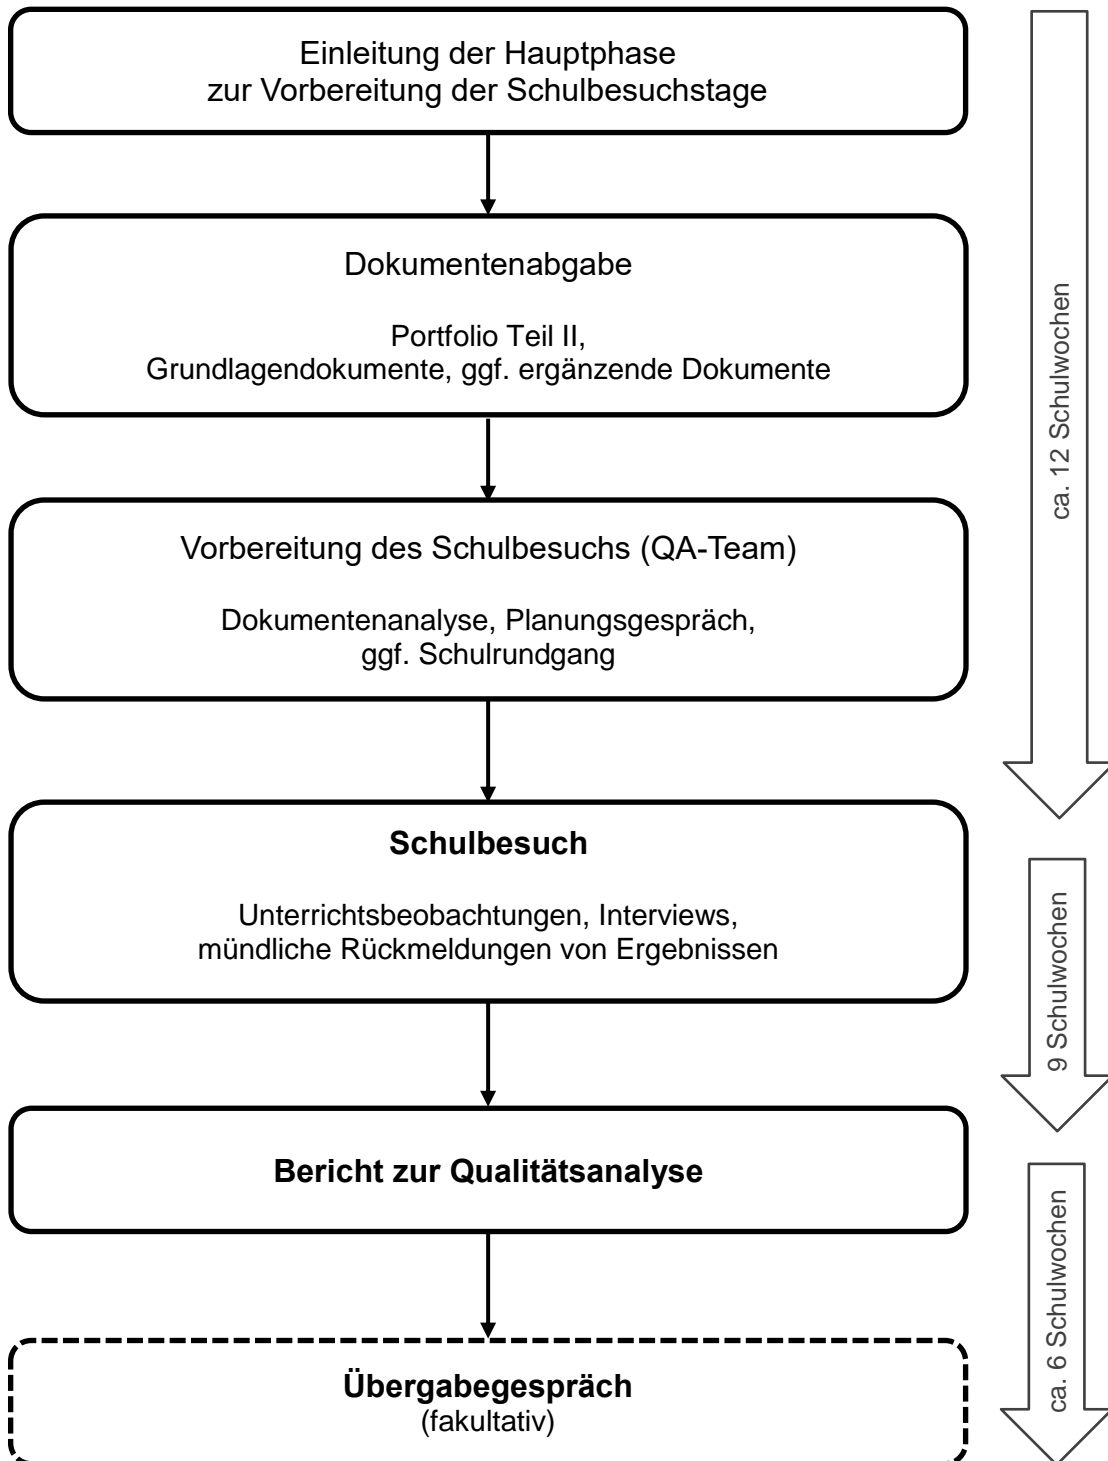 Einleitung der Hauptphase
zur Vorbereitung der Schulbesuchstage
Dokumentenabgabe
Portfolio Teil II,
Grundlagendokumente, ggf. ergänzende Dokumente
Vorbereitung des Schulbesuchs (QA-Team)
Dokumentenanalyse, Planungsgespräch,
ggf. Schulrundgang
ca. 12 Schulwochen
Schulbesuch
Unterrichtsbeobachtungen, Interviews,
mündliche Rückmeldungen von Ergebnissen
9 Schulwochen
Bericht zur Qualitätsanalyse
Übergabegespräch
(fakultativ)
ca. 6 Schulwochen